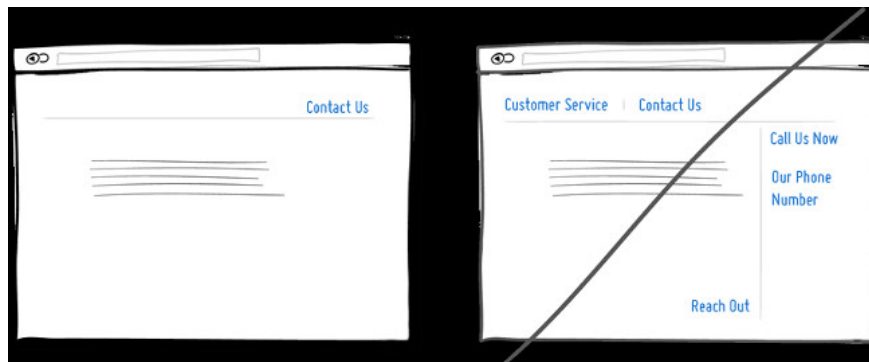 Contact Us
Customer Service Contact Us
Call Us Now
Our Phone
Number
Reach Out